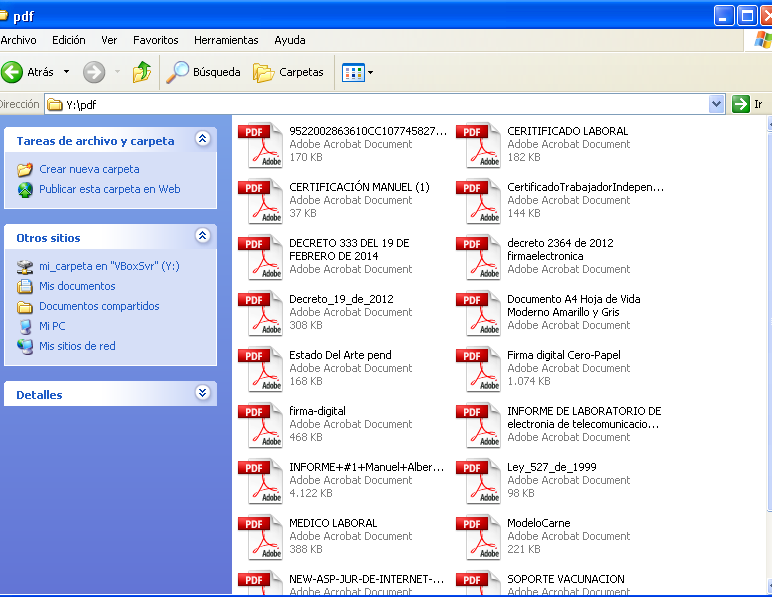 pdf
Archivo Edición Ver Favoritos Herramientas Ayuda
Atrás Búsqueda Carpetas
Dirección Y:\pdf Ir
Tareas de archivo y carpeta
Crear nueva carpeta
Publicar esta carpeta en Web
Otros sitios
mi_carpeta en "VBoxSvr" (Y:)
Mis documentos
Documentos compartidos
Mi PC
Mis sitios de red
Detalles
9522002863610CC107745827...
Adobe Acrobat Document
170 KB
CERITIFICADO LABORAL
Adobe Acrobat Document
182 KB
CERTIFICACIÓN MANUEL (1)
Adobe Acrobat Document
37 KB
CertificadoTrabajadorIndepen...
Adobe Acrobat Document
144 KB
DECRETO 333 DEL 19 DE
FEBRERO DE 2014
Adobe Acrobat Document
decreto 2364 de 2012
firmaelectronica
Adobe Acrobat Document
Decreto_19_de_2012
Adobe Acrobat Document
308 KB
Documento A4 Hoja de Vida
Moderno Amarillo y Gris
Adobe Acrobat Document
Estado Del Arte pend
Adobe Acrobat Document
168 KB
Firma digital Cero-Papel
Adobe Acrobat Document
1.074 KB
firma-digital
Adobe Acrobat Document
468 KB
INFORME DE LABORATORIO DE
electronia de telecomunicacio...
Adobe Acrobat Document
INFORME+#1+Manuel+Alber...
Adobe Acrobat Document
4.122 KB
Ley_527_de_1999
Adobe Acrobat Document
98 KB
MEDICO LABORAL
Adobe Acrobat Document
388 KB
ModeloCarne
Adobe Acrobat Document
221 KB
NEW-ASP-JUR-DE-INTERNET-...
Adobe Acrobat Document
SOPORTE VACUNACION
Adobe Acrobat Document